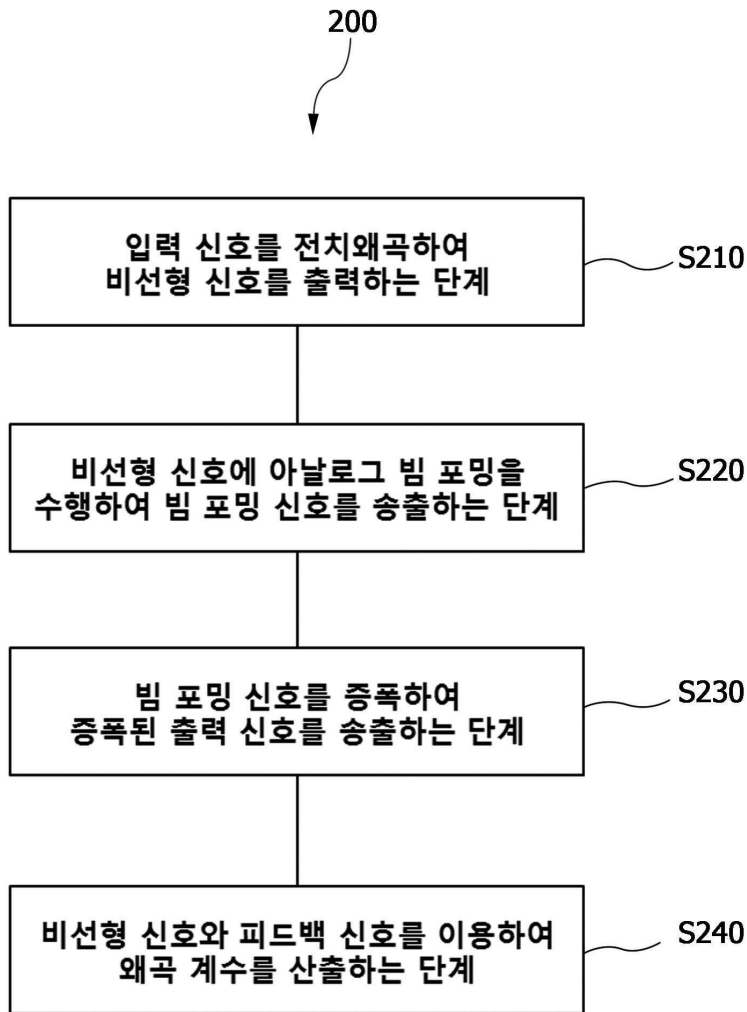 200
입력 신호를 전치왜곡하여
비선형 신호를 출력하는 단계
S210
비선형 신호에 아날로그 빔 포밍을
수행하여 빔 포밍 신호를 송출하는 단계
S220
빔 포밍 신호를 증폭하여
증폭된 출력 신호를 송출하는 단계
S230
비선형 신호와 피드백 신호를 이용하여
왜곡 계수를 산출하는 단계
S240